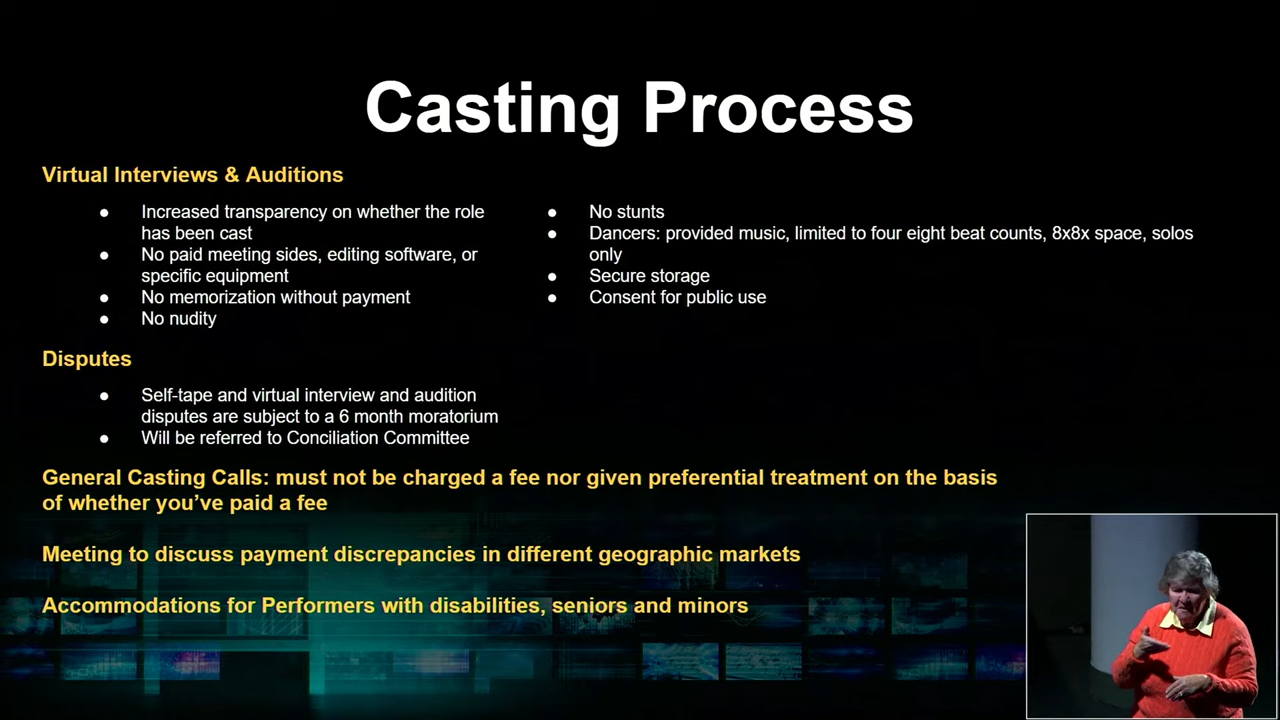 Casting Process
Virtual Interviews & Auditions
● Increased transparency on whether the role
has been cast
● No paid meeting sides, editing software, or
specific equipment
● No memorization without payment
● No nudity
● No stunts
● Dancers: provided music, limited to four eight beat counts, 8x8x space, solos
only
● Secure storage
● Consent for public use
Disputes
● Self-tape and virtual interview and audition
disputes are subject to a 6 month moratorium
● Will be referred to Conciliation Committee
General Casting Calls: must not be charged a fee nor given preferential treatment on the basis
of whether you’ve paid a fee
Meeting to discuss payment discrepancies in different geographic markets
Accommodations for Performers with disabilities, seniors and minors